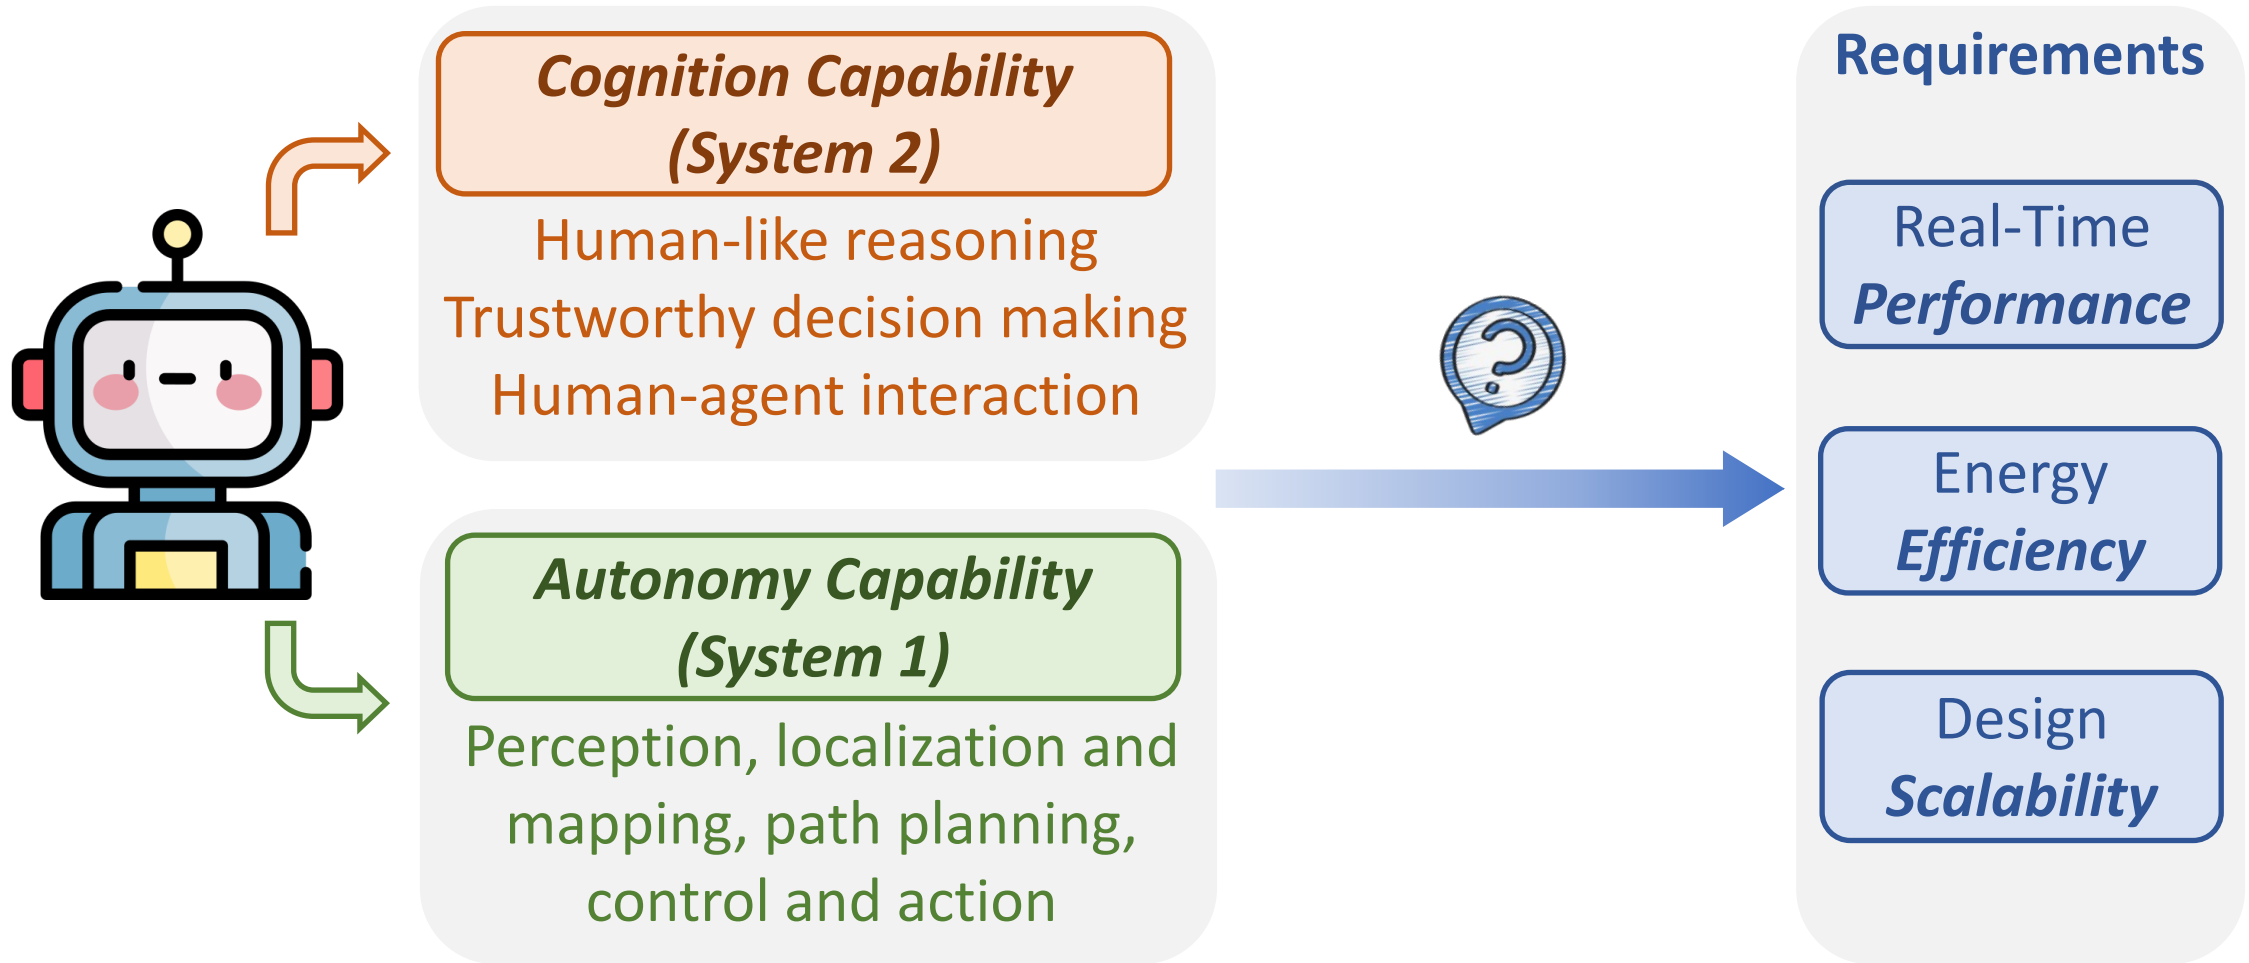 Cognition Capability
(System 2)
Human-like reasoning
Trustworthy decision making
Human-agent interaction
Autonomy Capability
(System 1)
Perception, localization and
mapping, path planning,
control and action
?
Requirements
Real-Time
Performance
Energy
Efficiency
Design
Scalability